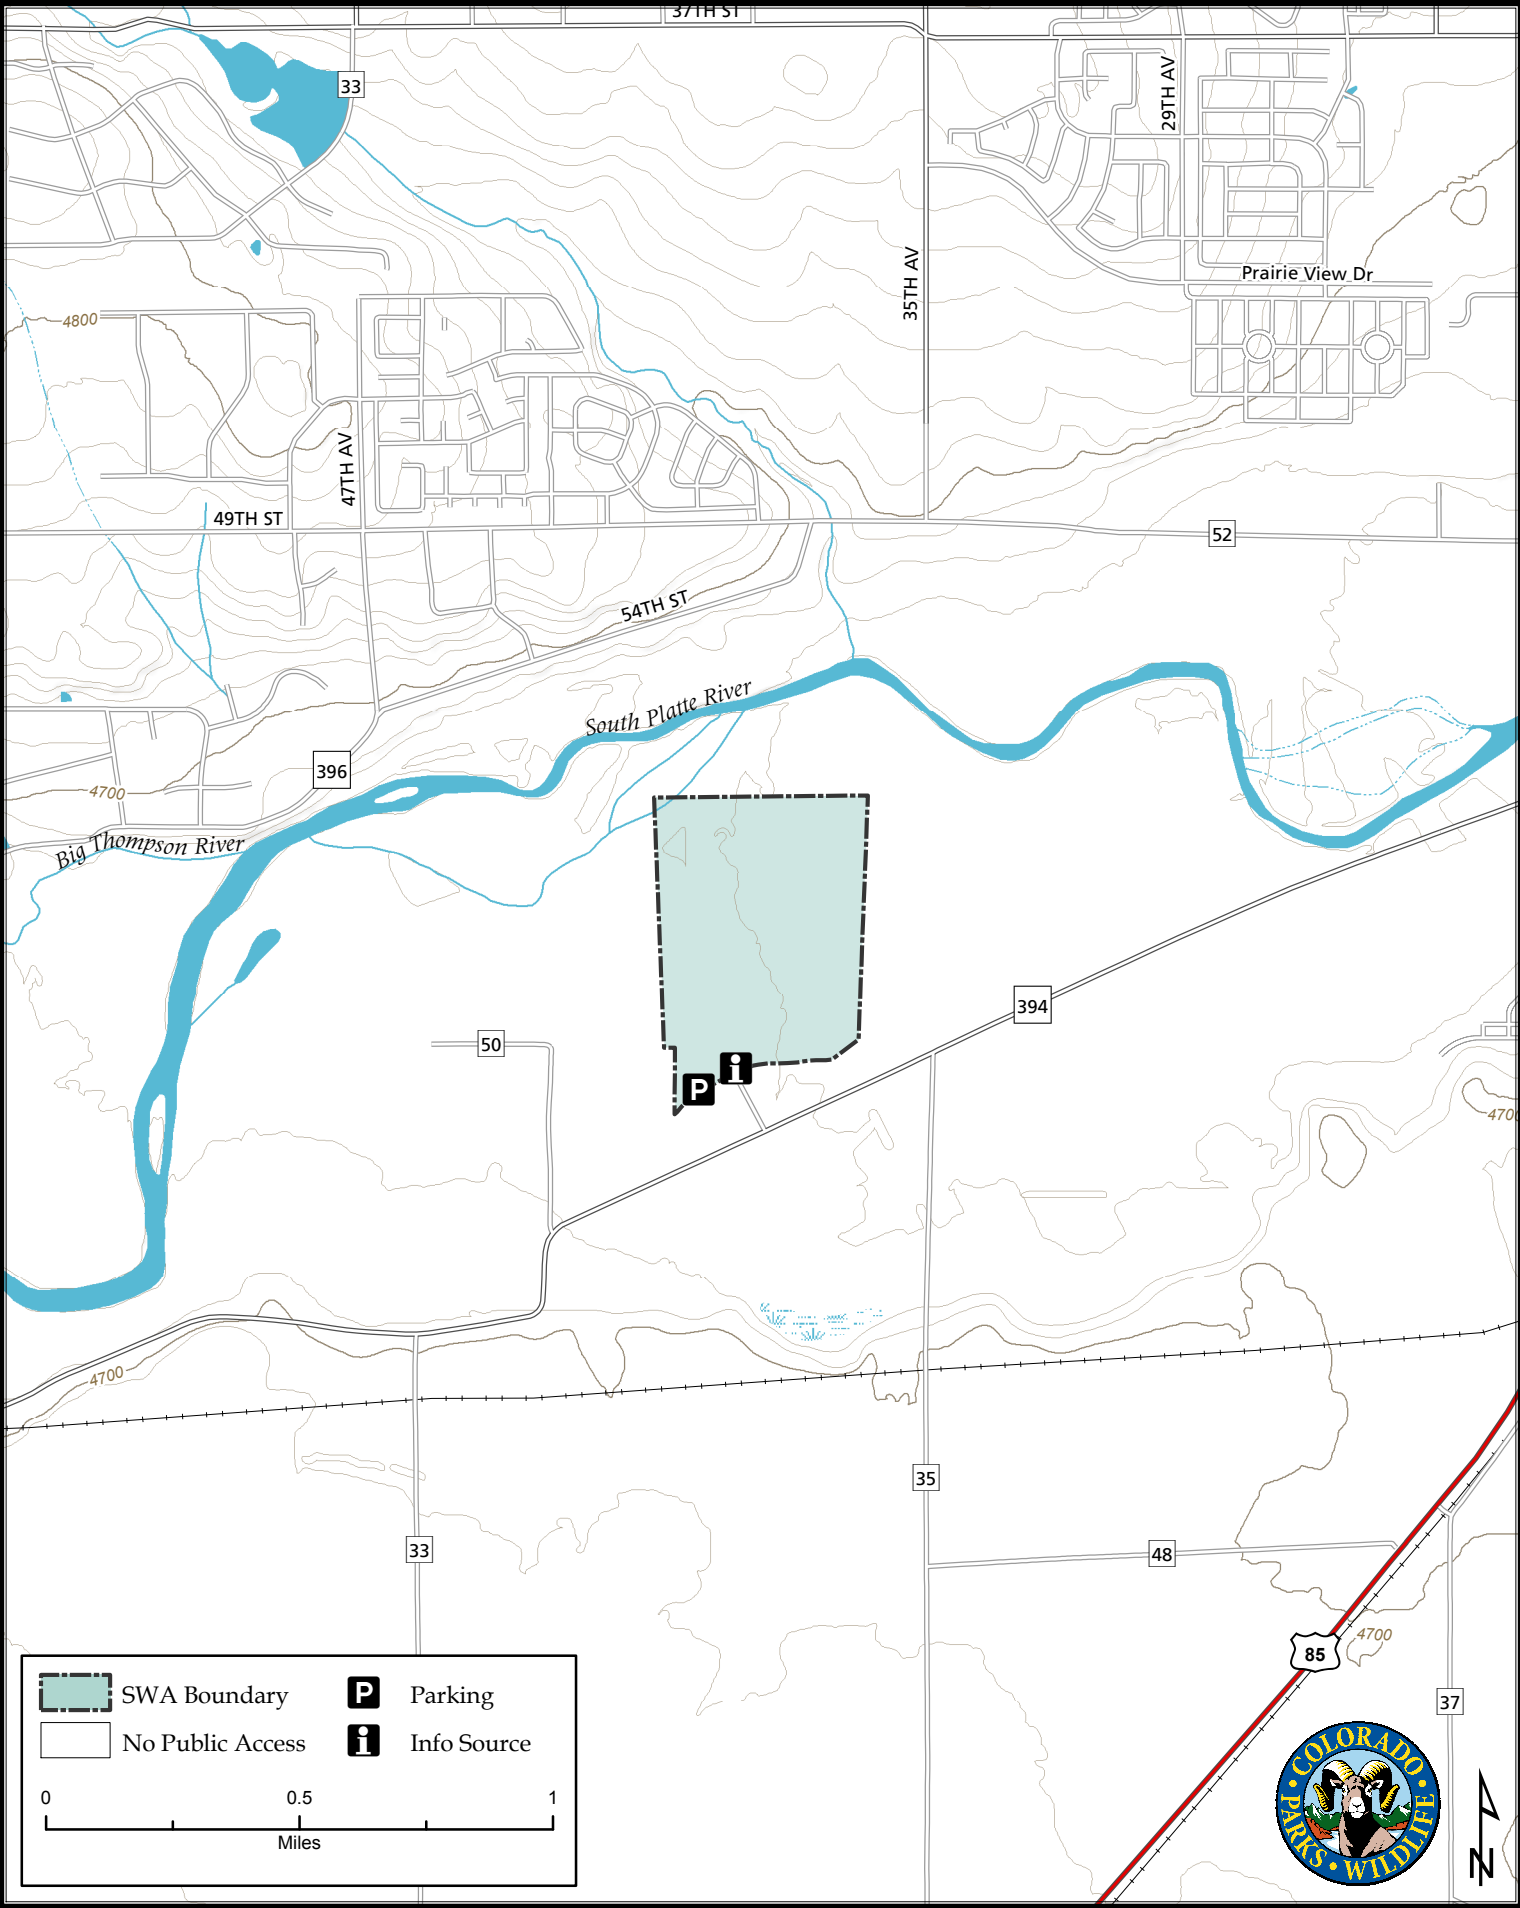 37TH ST
33
29TH AV
35TH AV
Prairie View Dr
4800
47TH AV
49TH ST
52
54TH ST
South Platte River
396
4700
Big Thompson River
394
50
i
P
4700
4700
35
33
48
85
4700
37
SWA Boundary
P Parking
No Public Access
i Info Source
0 0.5 1
Miles
COLORADO
PARKS • WILDLIFE
N